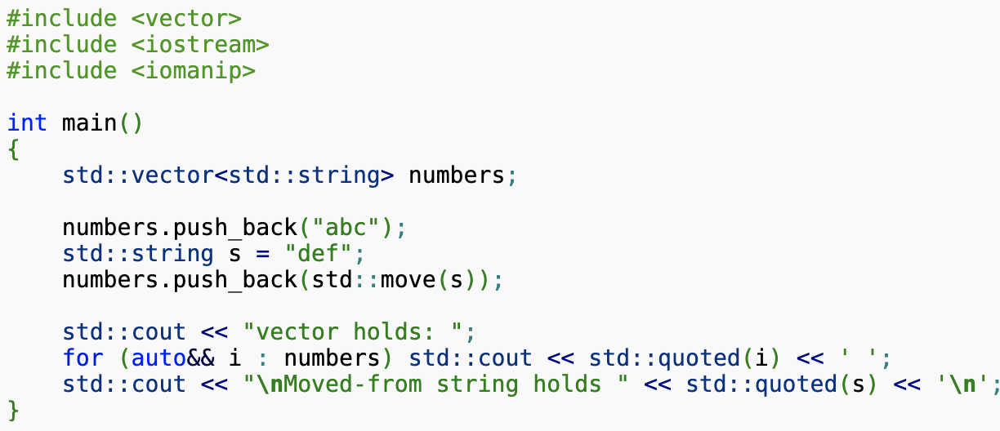 #include <vector>
#include <iostream>
#include <iomanip>

int main()
{
    std::vector<std::string> numbers;

    numbers.push_back("abc");
    std::string s = "def";
    numbers.push_back(std::move(s));

    std::cout << "vector holds: ";
    for (auto&& i : numbers) std::cout << std::quoted(i) << ' ';
    std::cout << "\nMoved-from string holds " << std::quoted(s) << '\n';
}